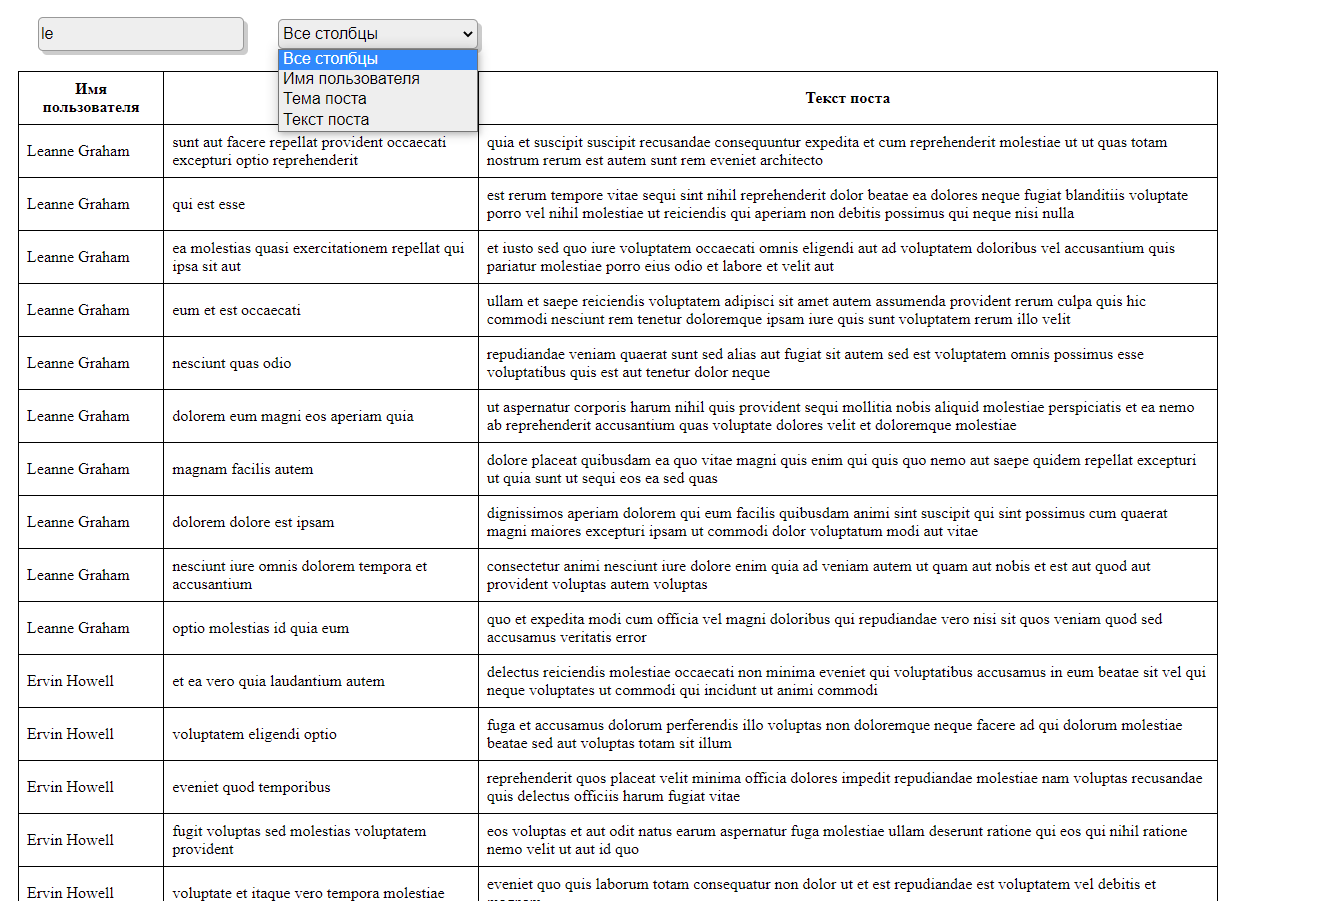 le
Все столбцы
Все столбцы
Имя пользователя
Тема поста
Текст поста
Имя
пользователя
Текст поста
Leanne Graham
sunt aut facere repellat provident occaecati
excepturi optio reprehenderit
quia et suscipit suscipit recusandae consequuntur expedita et cum reprehenderit molestiae ut ut quas totam
nostrum rerum est autem sunt rem eveniet architecto
Leanne Graham
qui est esse
est rerum tempore vitae sequi sint nihil reprehenderit dolor beatae ea dolores neque fugiat blanditiis voluptate
porro vel nihil molestiae ut reiciendis qui aperiam non debitis possimus qui neque nisi nulla
Leanne Graham
ea molestias quasi exercitationem repellat qui
ipsa sit aut
et iusto sed quo iure voluptatem occaecati omnis eligendi aut ad voluptatem doloribus vel accusantium quis
pariatur molestiae porro eius odio et labore et velit aut
Leanne Graham
eum et est occaecati
ullam et saepe reiciendis voluptatem adipisci sit amet autem assumenda provident rerum culpa quis hic
commodi nesciunt rem tenetur doloremque ipsam iure quis sunt voluptatem rerum illo velit
Leanne Graham
nesciunt quas odio
repudiandae veniam quaerat sunt sed alias aut fugiat sit autem sed est voluptatem omnis possimus esse
voluptatibus quis est aut tenetur dolor neque
Leanne Graham
dolorem eum magni eos aperiam quia
ut aspernatur corporis harum nihil quis provident sequi mollitia nobis aliquid molestiae perspiciatis et ea nemo
ab reprehenderit accusantium quas voluptate dolores velit et doloremque molestiae
Leanne Graham
magnam facilis autem
dolore placeat quibusdam ea quo vitae magni quis enim qui quis quo nemo aut saepe quidem repellat excepturi
ut quia sunt ut sequi eos ea sed quas
Leanne Graham
dolorem dolore est ipsam
dignissimos aperiam dolorem qui eum facilis quibusdam animi sint suscipit qui sint possimus cum quaerat
magni maiores excepturi ipsam ut commodi dolor voluptatum modi aut vitae
Leanne Graham
nesciunt iure omnis dolorem tempora et
accusantium
consectetur animi nesciunt iure dolore enim quia ad veniam autem ut quam aut nobis et est aut quod aut
provident voluptas autem voluptas
Leanne Graham
optio molestias id quia eum
quo et expedita modi cum officia vel magni doloribus qui repudiandae vero nisi sit quos veniam quod sed
accusamus veritatis error
Ervin Howell
et ea vero quia laudantium autem
delectus reiciendis molestiae occaecati non minima eveniet qui voluptatibus accusamus in eum beatae sit vel qui
neque voluptates ut commodi qui incidunt ut animi commodi
Ervin Howell
voluptatem eligendi optio
fuga et accusamus dolorum perferendis illo voluptas non doloremque neque facere ad qui dolorum molestiae
beatae sed aut voluptas totam sit illum
Ervin Howell
eveniet quod temporibus
reprehenderit quos placeat velit minima officia dolores impedit repudiandae molestiae nam voluptas recusandae
quis delectus officiis harum fugiat vitae
Ervin Howell
fugit voluptas sed molestias voluptatem
provident
eos voluptas et aut odit natus earum aspernatur fuga molestiae ullam deserunt ratione qui eos qui nihil ratione
nemo velit ut aut id quo
Ervin Howell
voluptate et itaque vero tempora molestiae
eveniet quo quis laborum totam consequatur non dolor ut et est repudiandae est voluptatem vel debitis et